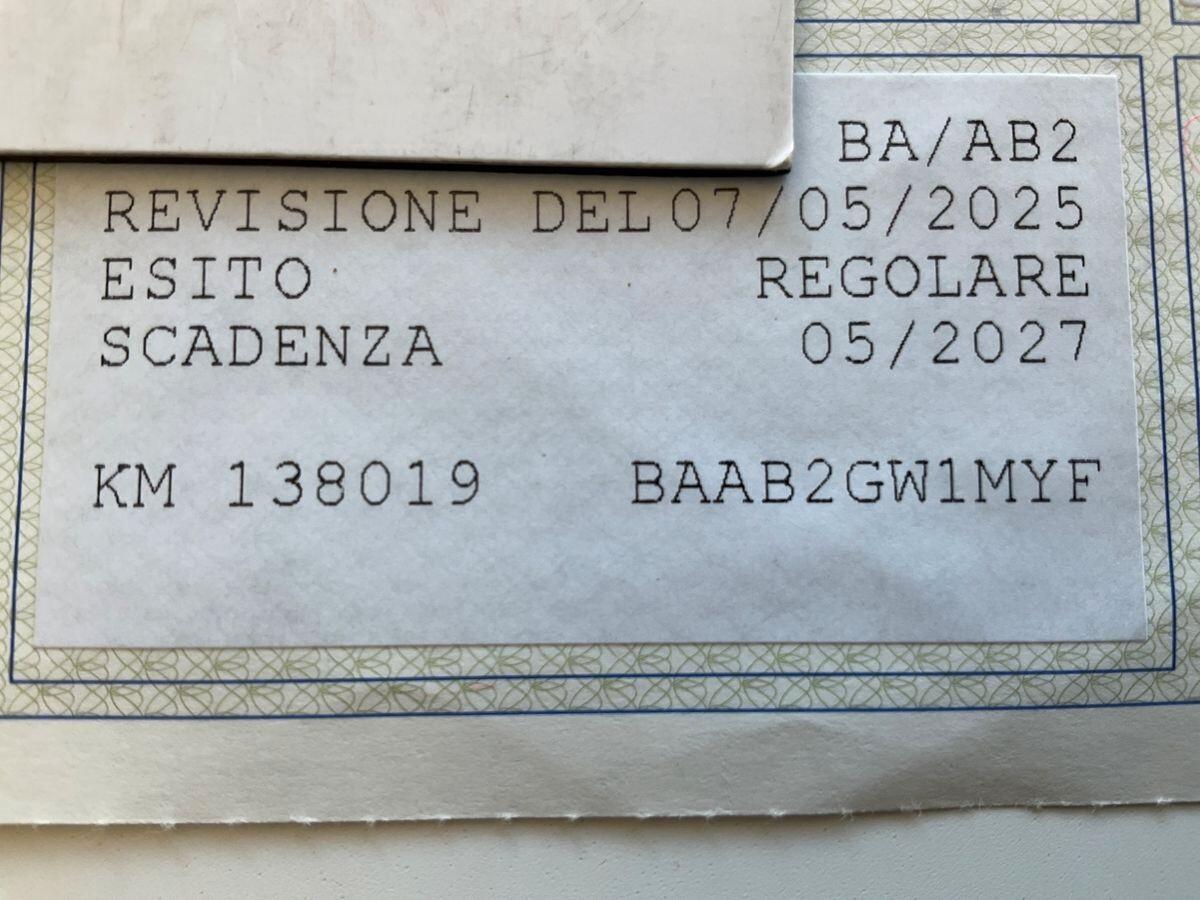 BA/AB2
REVISIONE DEL07/05/2025
ESITO REGOLARE
SCADENZA 05/2027
KM 138019 BAAB2GW1MYF